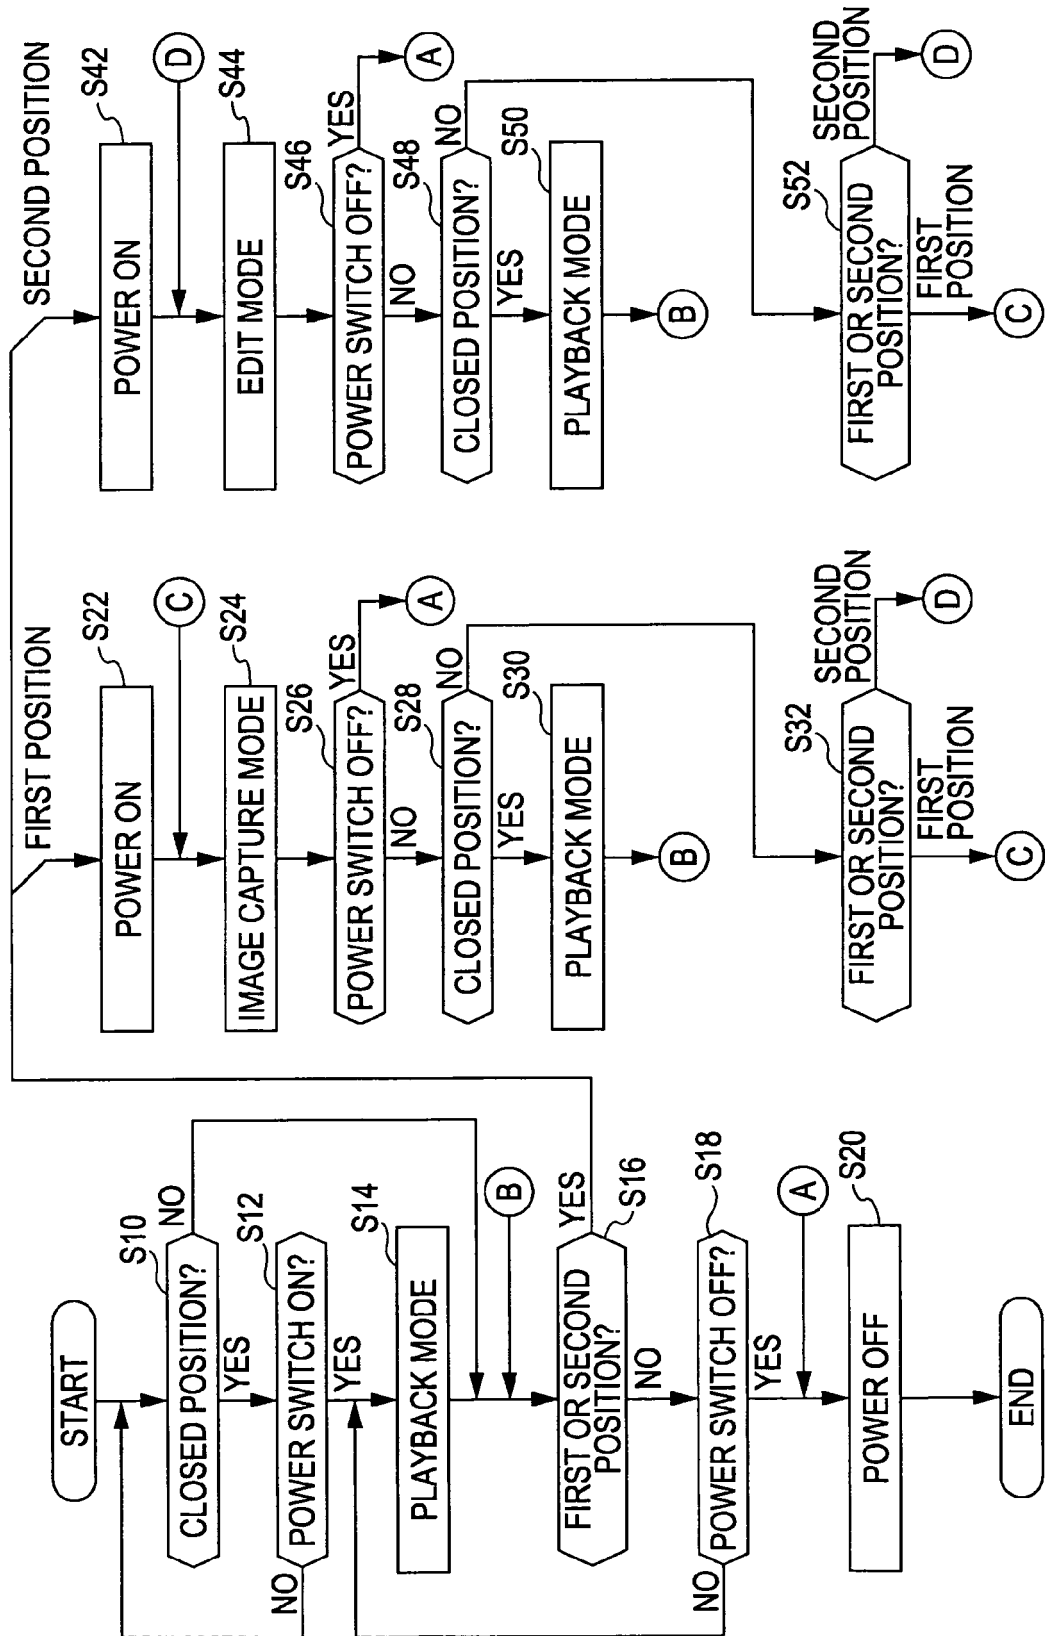 START
S10
CLOSED POSITION?
NO
YES
S12
POWER SWITCH ON?
NO
YES
S14
PLAYBACK MODE
B
S16
FIRST OR SECOND
POSITION?
YES
NO
S18
POWER SWITCH OFF?
NO
YES
A
S20
POWER OFF
END
FIRST POSITION
S22
POWER ON
C
S24
IMAGE CAPTURE MODE
S26
POWER SWITCH OFF?
YES
A
NO
S28
CLOSED POSITION?
NO
YES
S30
PLAYBACK MODE
B
S32
FIRST OR SECOND
POSITION?
SECOND
POSITION
D
FIRST
POSITION
C
SECOND POSITION
S42
POWER ON
D
S44
EDIT MODE
S46
POWER SWITCH OFF?
YES
A
NO
S48
CLOSED POSITION?
NO
YES
S50
PLAYBACK MODE
B
S52
FIRST OR SECOND
POSITION?
SECOND
POSITION
D
FIRST
POSITION
C